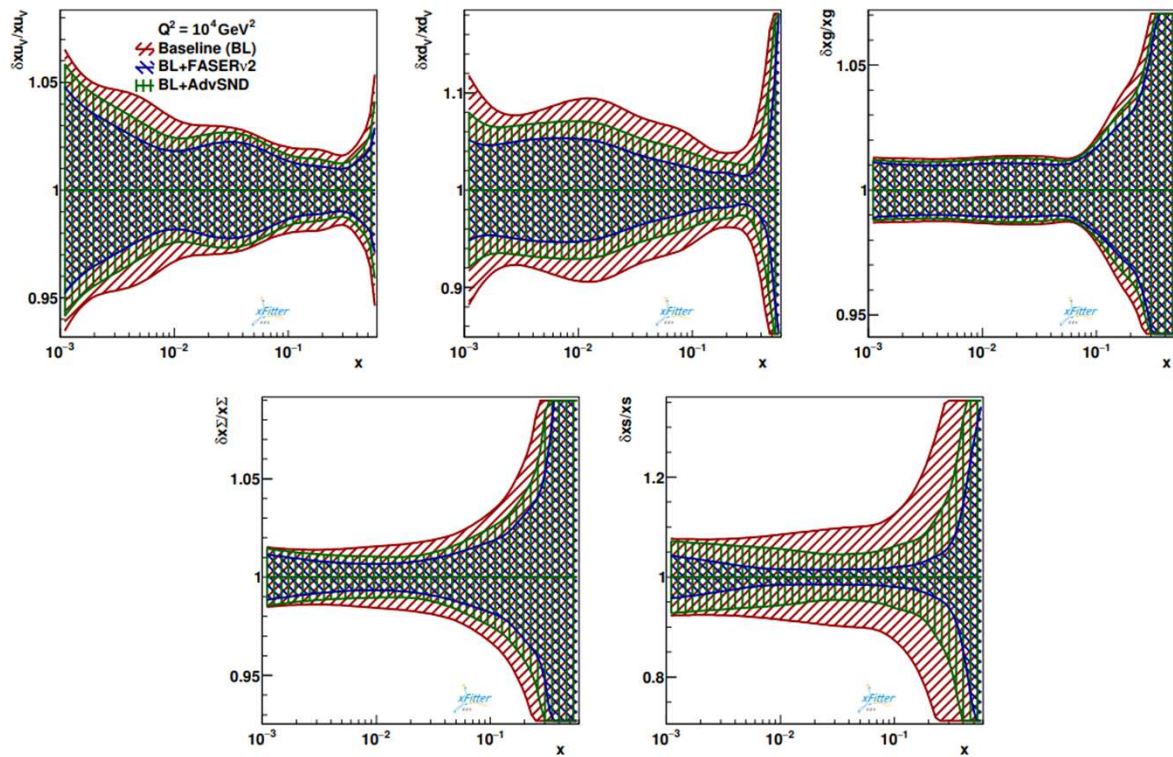 δxu_V/xu_V
Q² = 10⁴ GeV²
Baseline (BL)
BL+FASERν2
BL+AdvSND
1.05
1
0.95
10⁻³
10⁻²
10⁻¹
x
xFitter
δxd_V/xd_V
1.1
1
0.9
10⁻³
10⁻²
10⁻¹
x
xFitter
δxg/xg
1.05
1
0.95
10⁻³
10⁻²
10⁻¹
x
xFitter
δxΣ/xΣ
1.05
1
0.95
10⁻³
10⁻²
10⁻¹
x
xFitter
δxs/xs
1.2
1
0.8
10⁻³
10⁻²
10⁻¹
x
xFitter